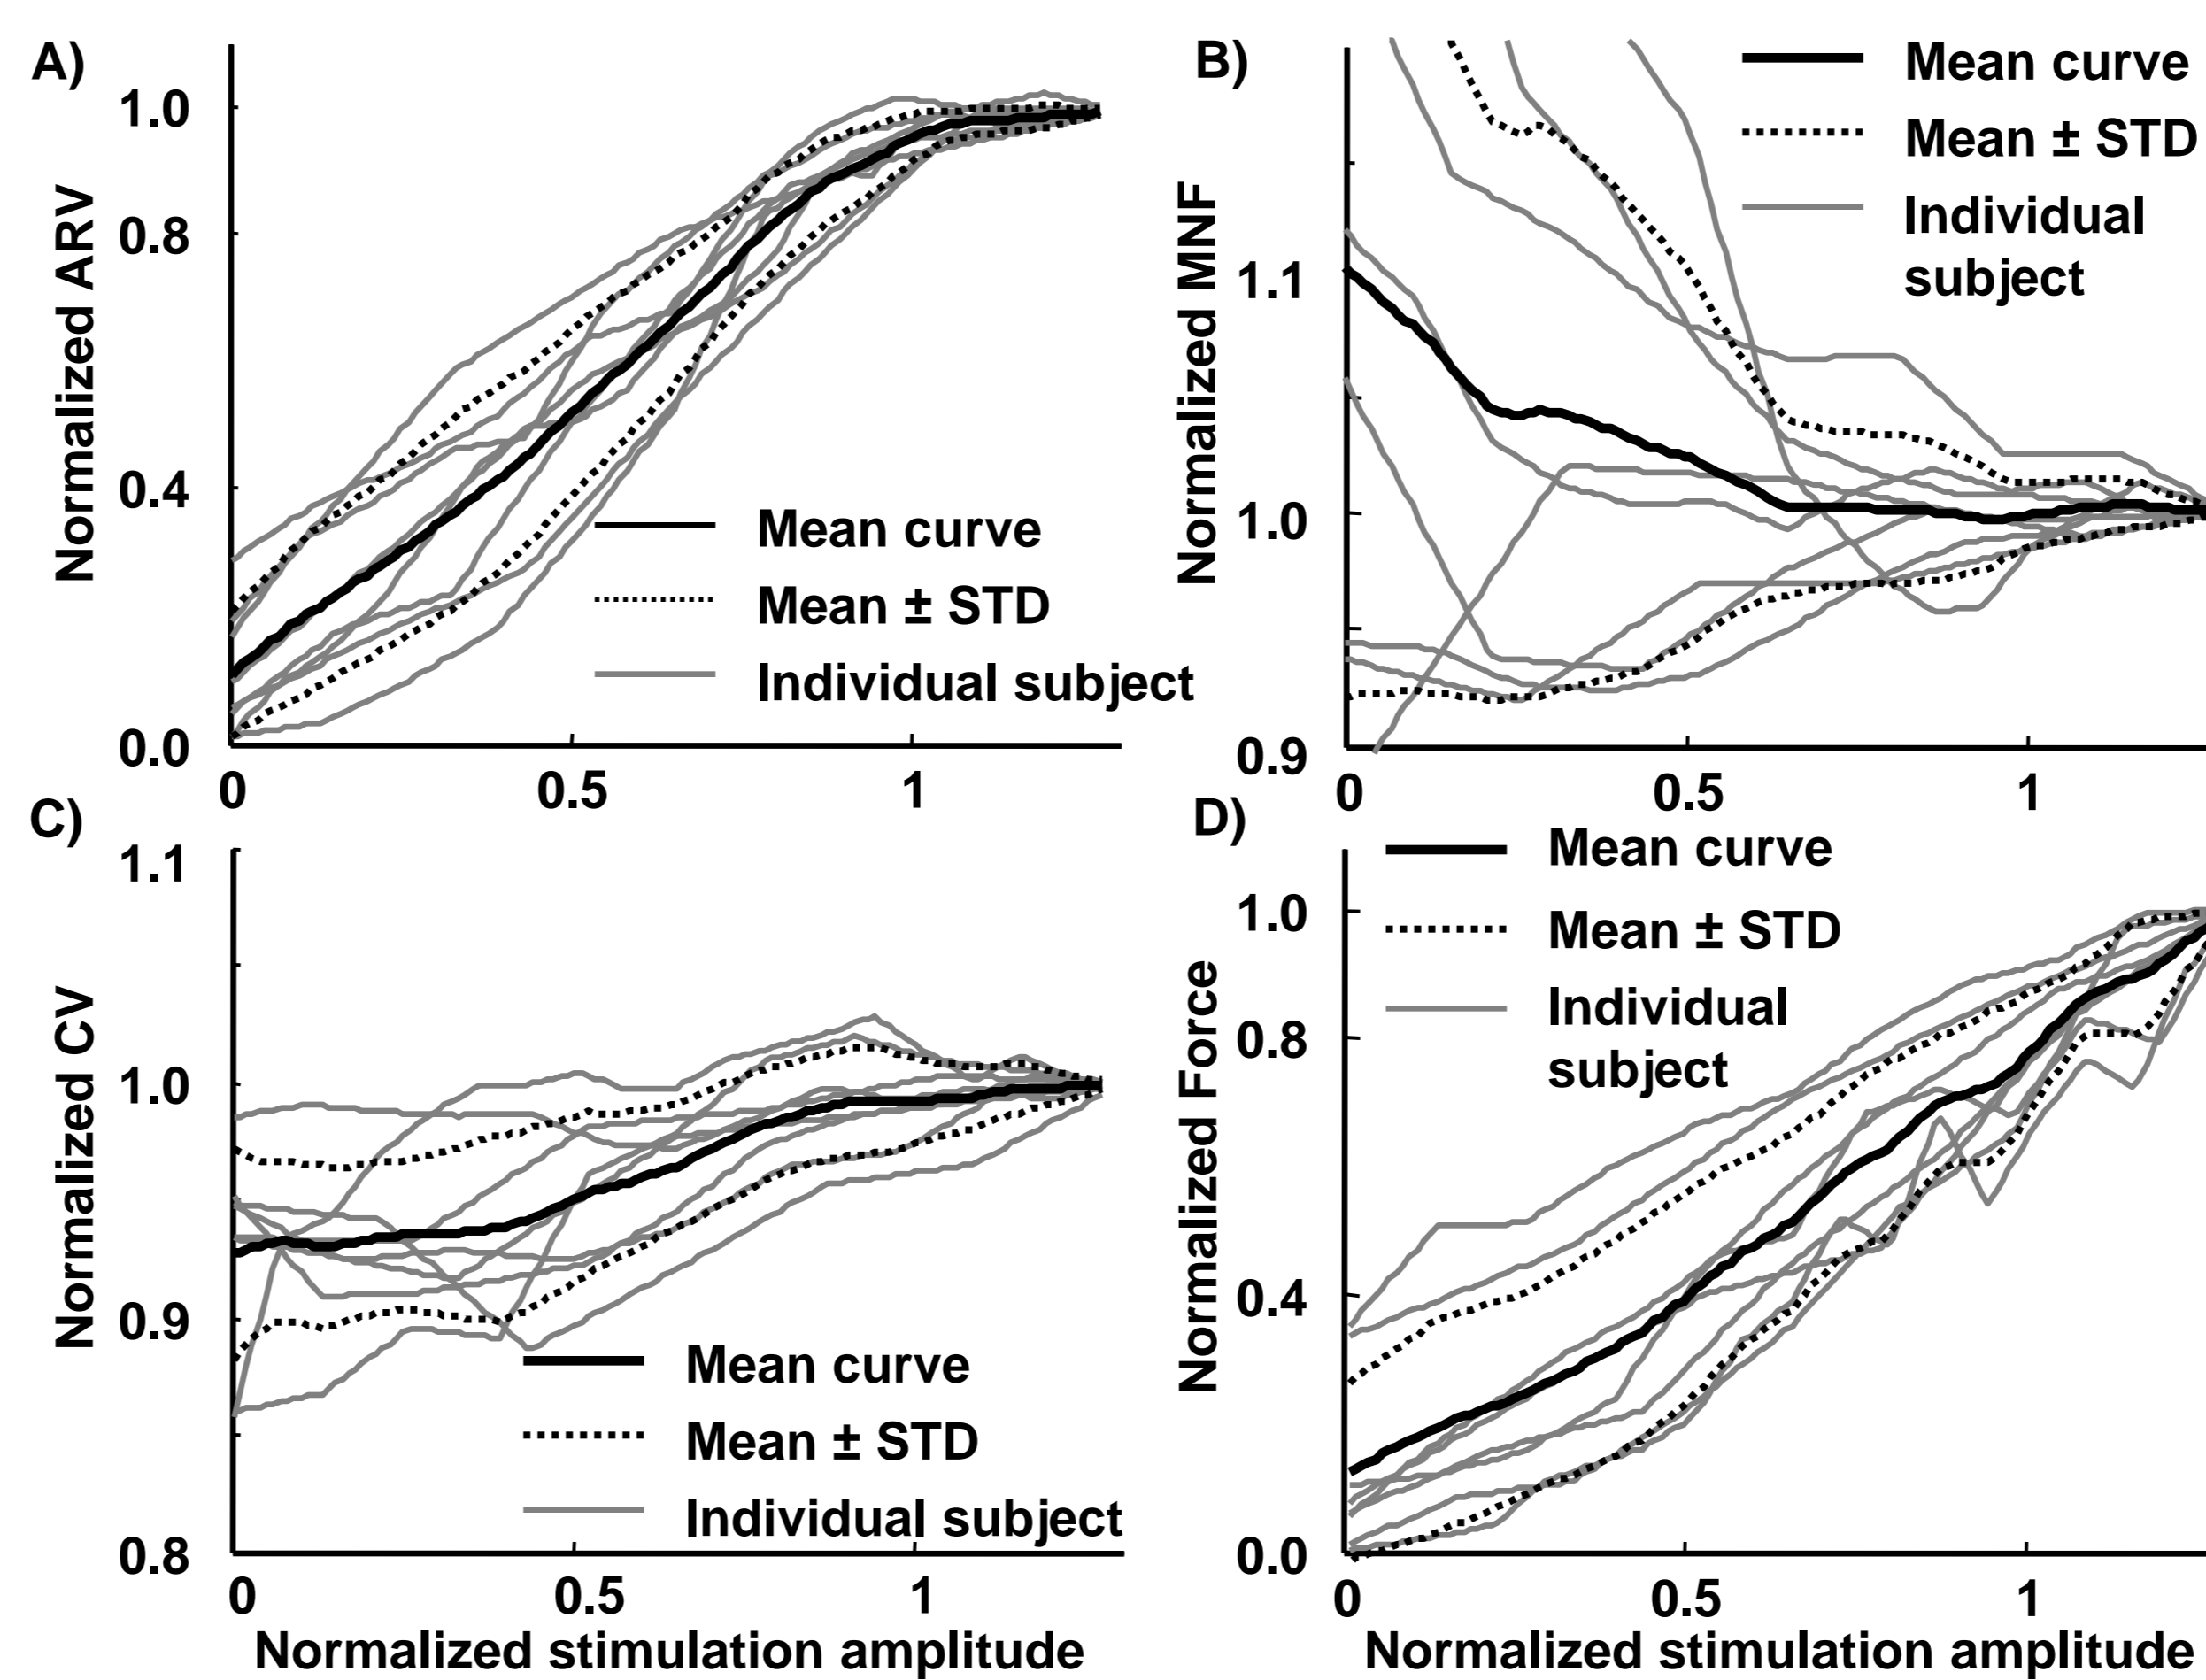 A)
Normalized ARV
1.0
0.8
0.4
0.0
0 0.5 1
Mean curve
Mean ± STD
Individual subject
B)
Normalized MNF
1.1
1.0
0.9
0 0.5 1
Mean curve
Mean ± STD
Individual
subject
C)
Normalized CV
1.1
1.0
0.9
0.8
0 0.5 1
Normalized stimulation amplitude
Mean curve
Mean ± STD
Individual subject
D)
Normalized Force
1.0
0.8
0.4
0.0
0 0.5 1
Normalized stimulation amplitude
Mean curve
Mean ± STD
Individual
subject